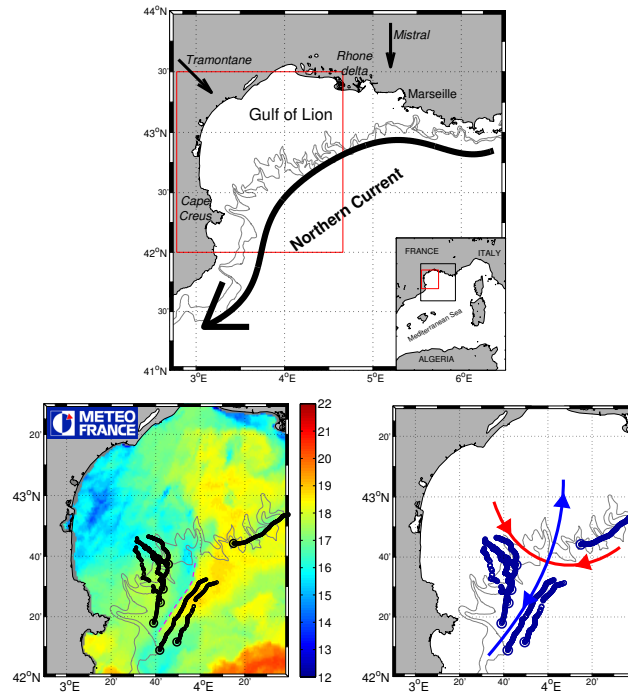 44°N
Tramontane
Mistral
Rhone
delta
30'
Marseille
Gulf of Lion
43°N
30'
Cape
Creus
Northern Current
42°N
FRANCE
ITALY
30'
Mediterranean Sea
ALGERIA
41°N
3°E
4°E
5°E
6°E
METEO
FRANCE
20'
43°N
40'
20'
42°N
3°E
20'
40'
4°E
20'
22
21
20
19
18
17
16
15
14
13
12
20'
43°N
40'
20'
42°N
3°E
20'
40'
4°E
20'